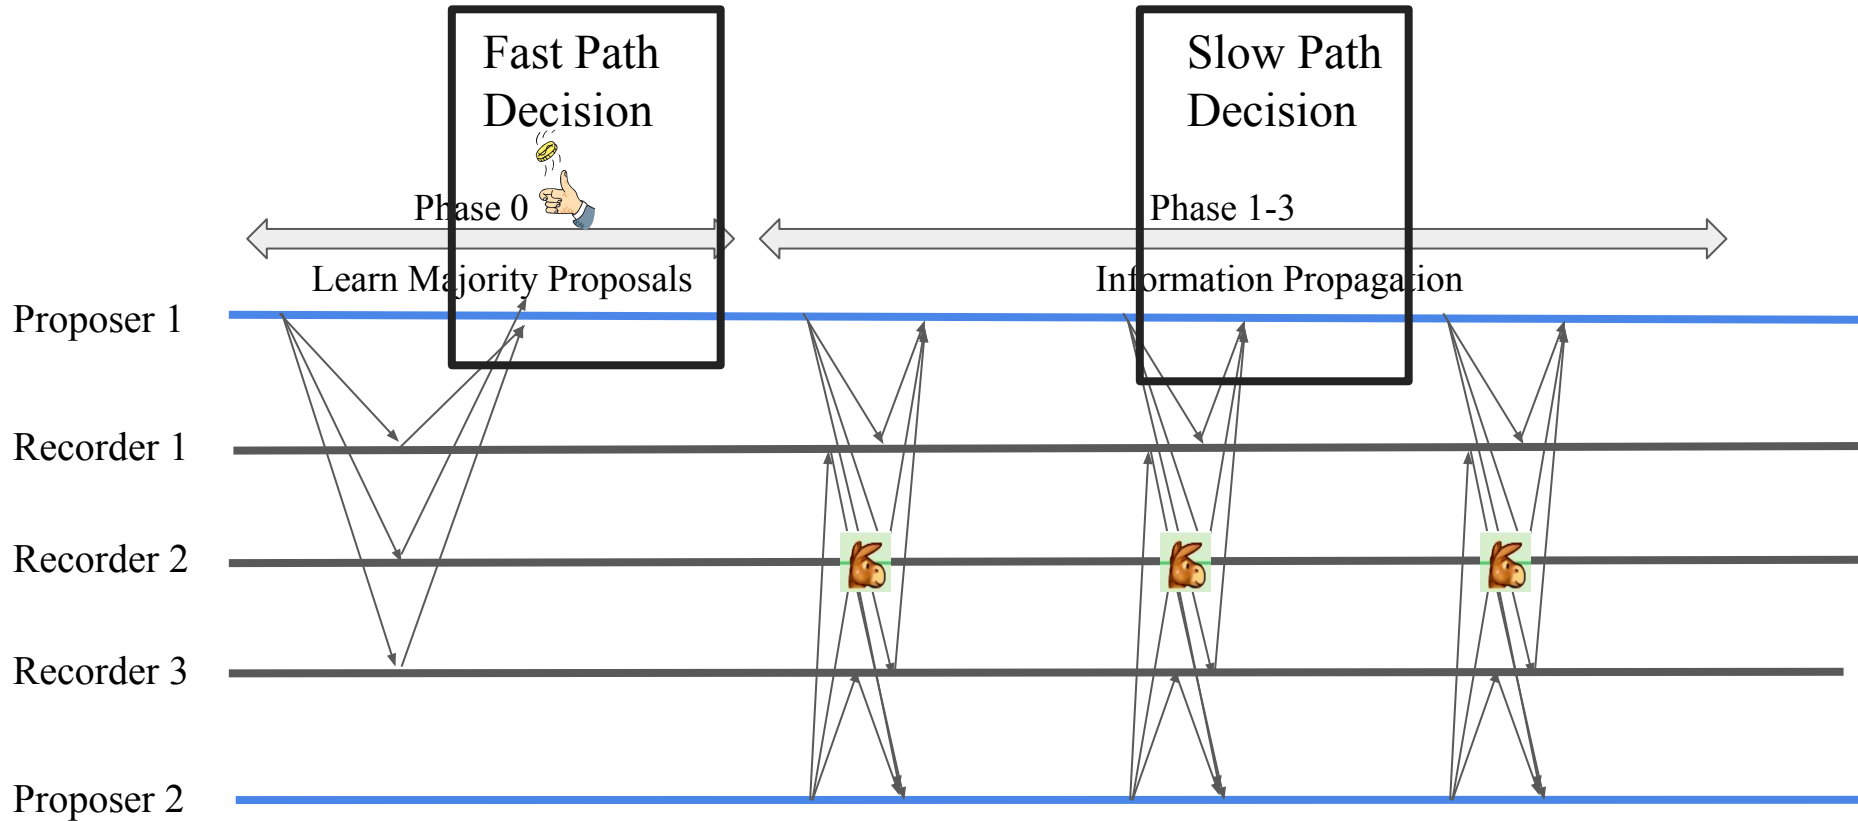 Fast Path
Decision
Slow Path
Decision
Phase 0
Phase 1-3
Learn Majority Proposals
Information Propagation
Proposer 1
Recorder 1
Recorder 2
Recorder 3
Proposer 2